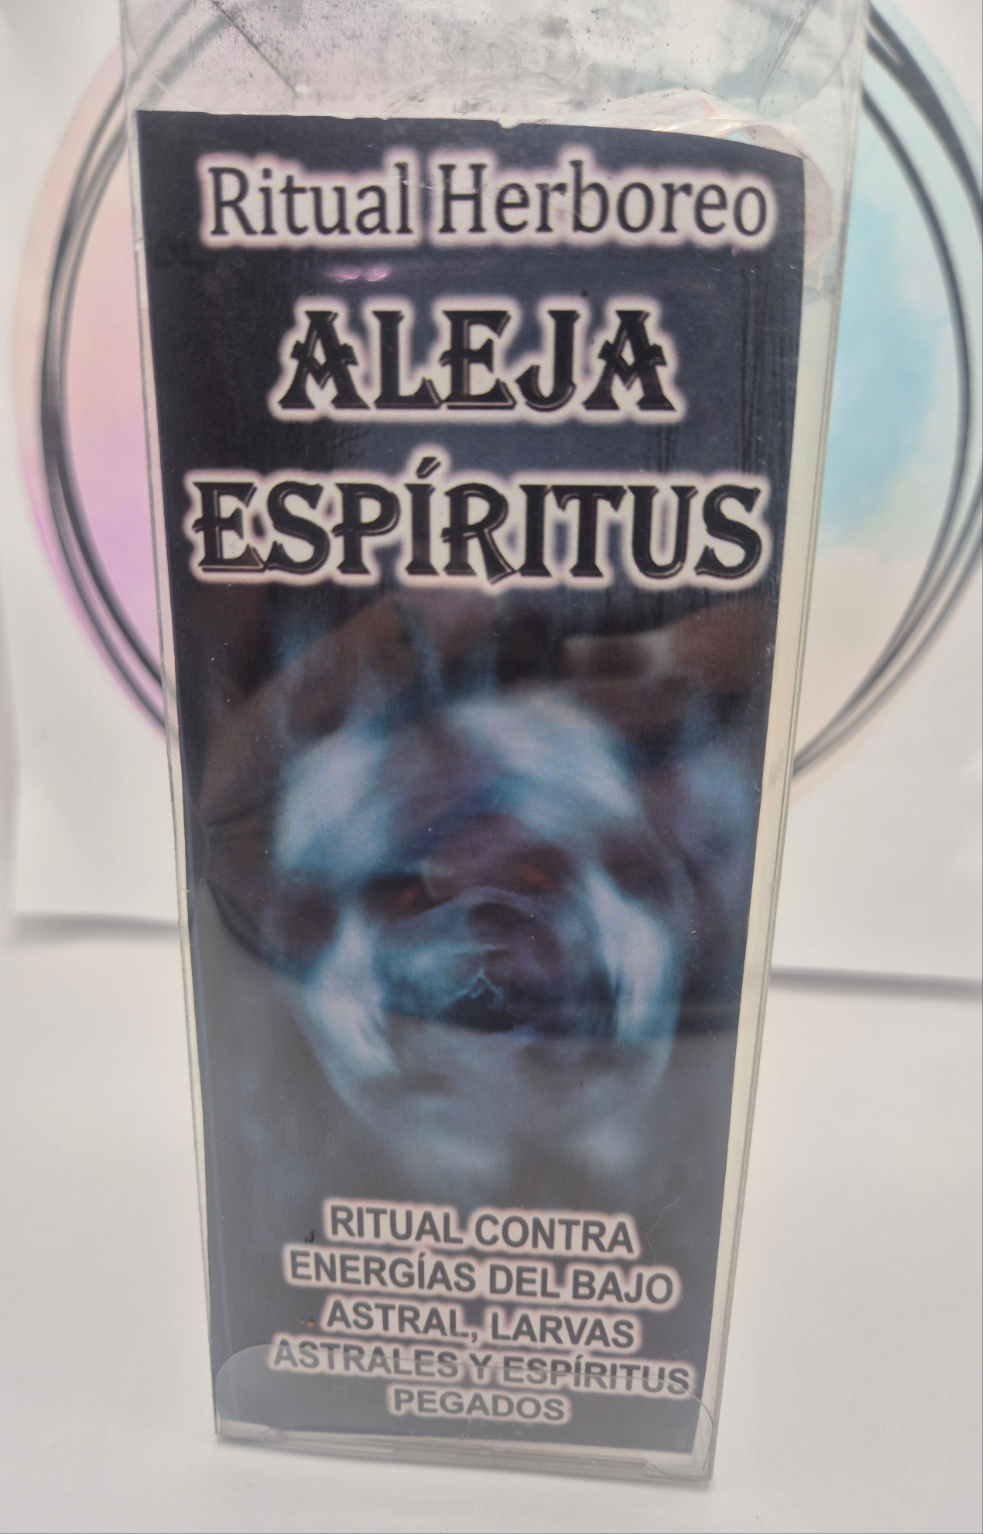 Ritual Herboreo
ALEJA
ESPÍRITUS
RITUAL CONTRA
ENERGÍAS DEL BAJO
ASTRAL, LARVAS
ASTRALES Y ESPÍRITUS
PEGADOS